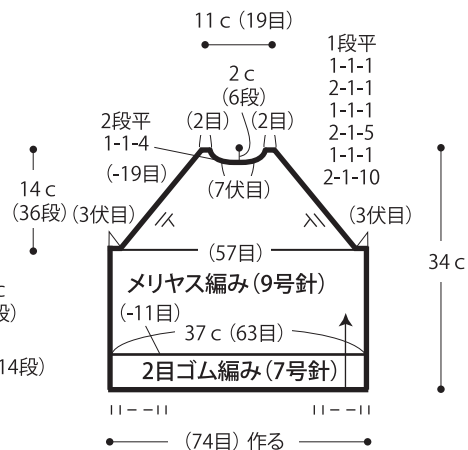 11 c (19目)
1段平
1-1-1
2-1-1
1-1-1
2-1-5
1-1-1
2-1-10
2 c
(6段)
(2目)
(2目)
2段平
1-1-4
(-19目)
(7伏目)
14 c
(36段)
(3伏目)
(3伏目)
(57目)
34 c
メリヤス編み(9号針)
c
段)
(-11目)
37 c (63目)
14段)
2目ゴム編み(7号針)
(74目) 作る